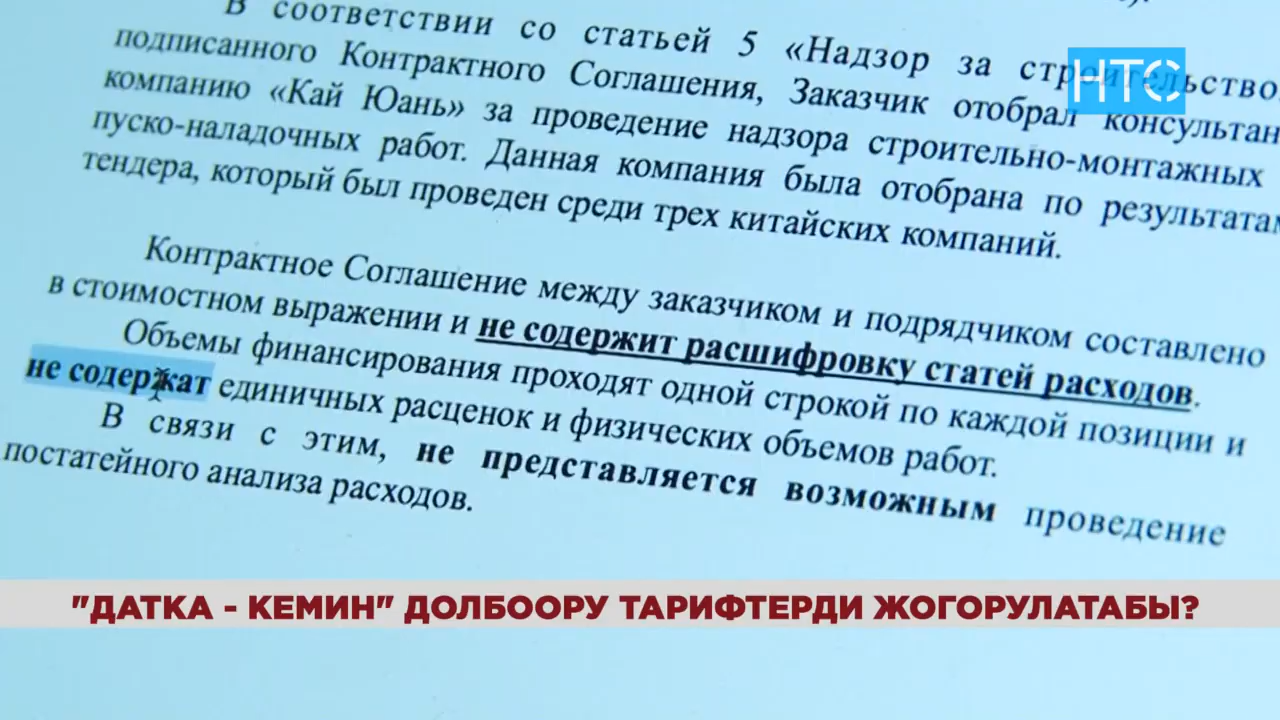 В соответствии со статьей 5 «Надзор за строительство
подписанного Контрактного Соглашения, Заказчик отобрал консультан
компанию «Кай Юань» за проведение надзора строительно-монтажных
пуско-наладочных работ. Данная компания была отобрана по результатам
тендера, который был проведен среди трех китайских компаний.
Контрактное Соглашение между заказчиком и подрядчиком составлено
в стоимостном выражении и не содержит расшифровку статей расходов.
Объемы финансирования проходят одной строкой по каждой позиции и
не содержат единичных расценок и физических объемов работ.
В связи с этим, не представляется возможным проведение
постатейного анализа расходов.
НТС
"ДАТКА - КЕМИН" ДОЛБООРУ ТАРИФТЕРДИ ЖОГОРУЛАТАБЫ?